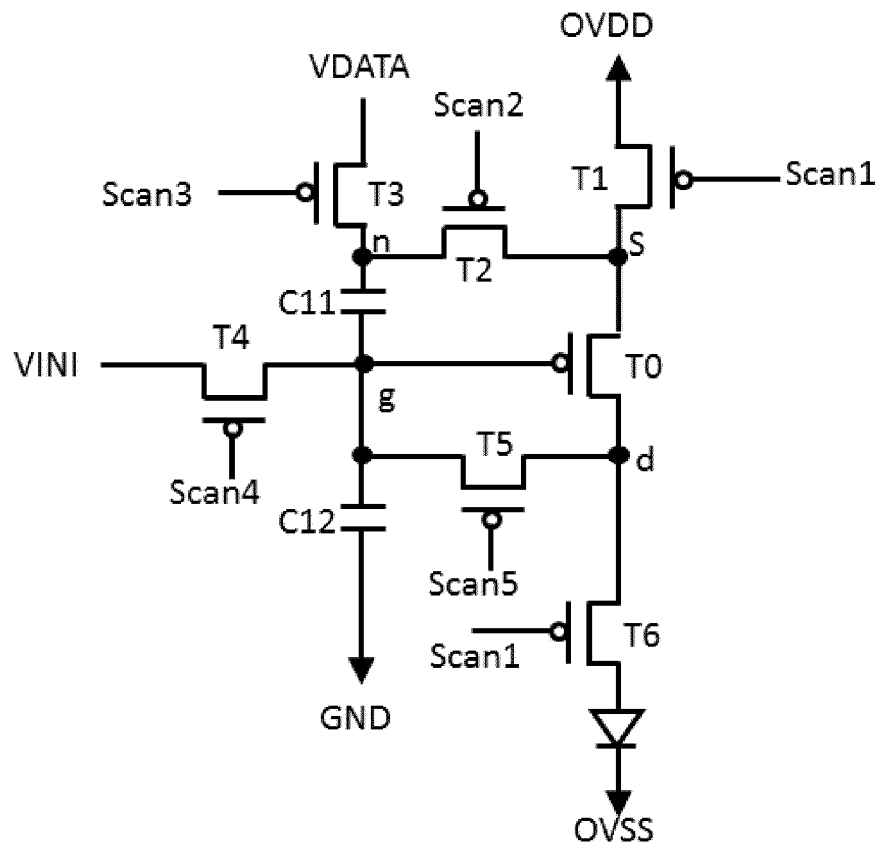 OVDD
VDATA
Scan2
Scan3
T3
T1
Scan1
n
S
T2
C11
T4
VINI
T0
g
T5
d
Scan4
C12
Scan5
T6
Scan1
GND
OVSS